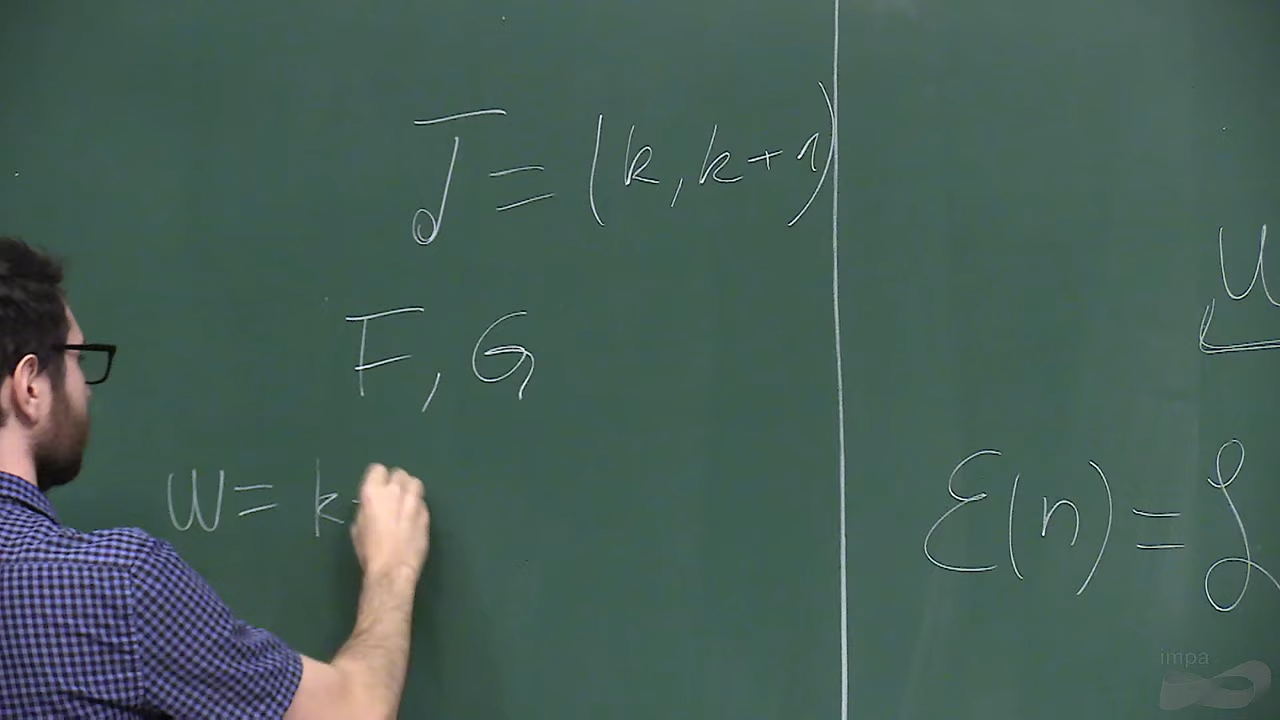 J = (k, k+1)
F, G
W = k
U
ε(n) = L
impa